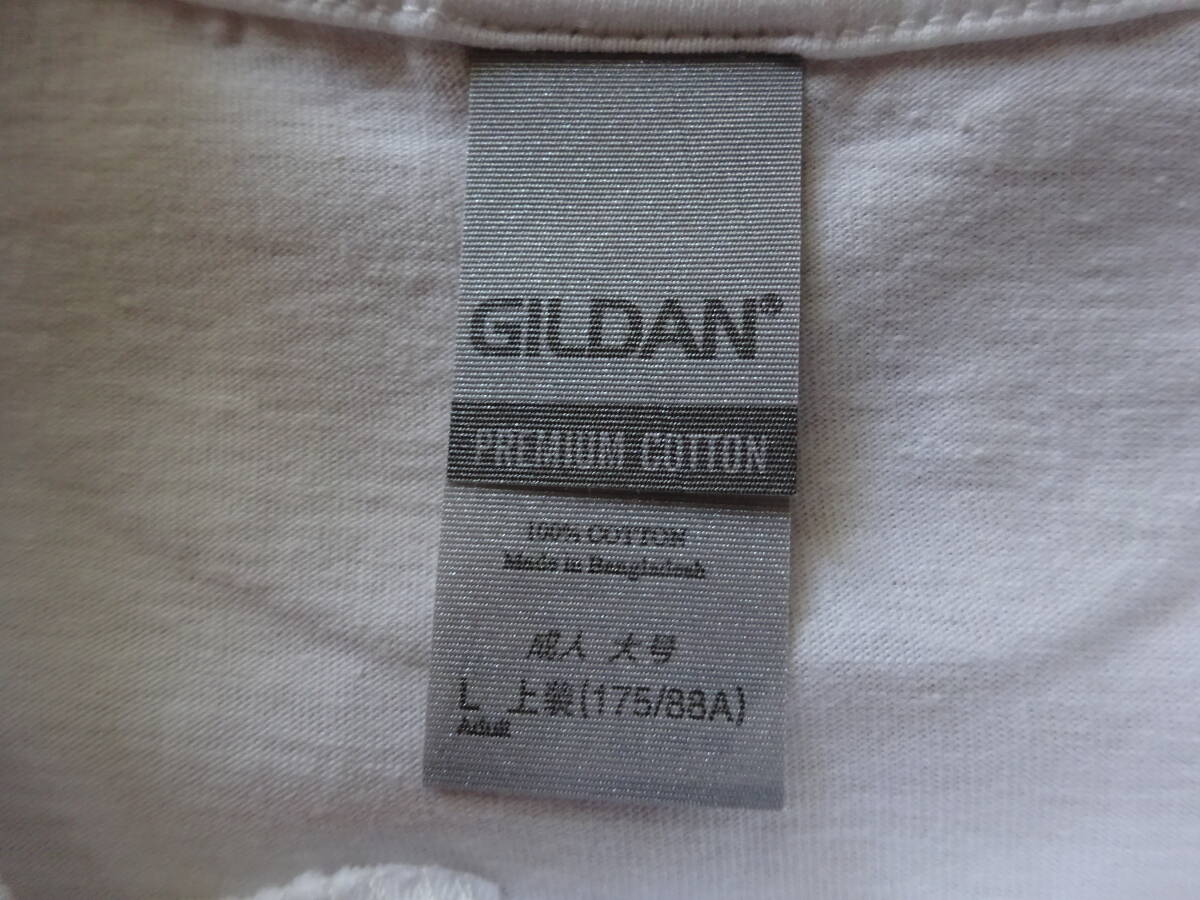 GILDAN®
PREMIUM COTTON
100% COTTON
Made in Bangladesh
成人 大号
L 上装(175/88A)
Adult